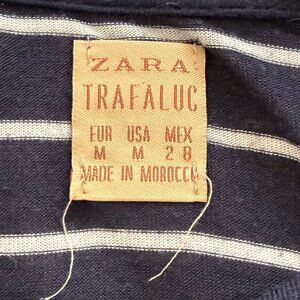 ZARA
TRAFALUC
EUR USA MEX
M M 28
MADE IN MOROCCO